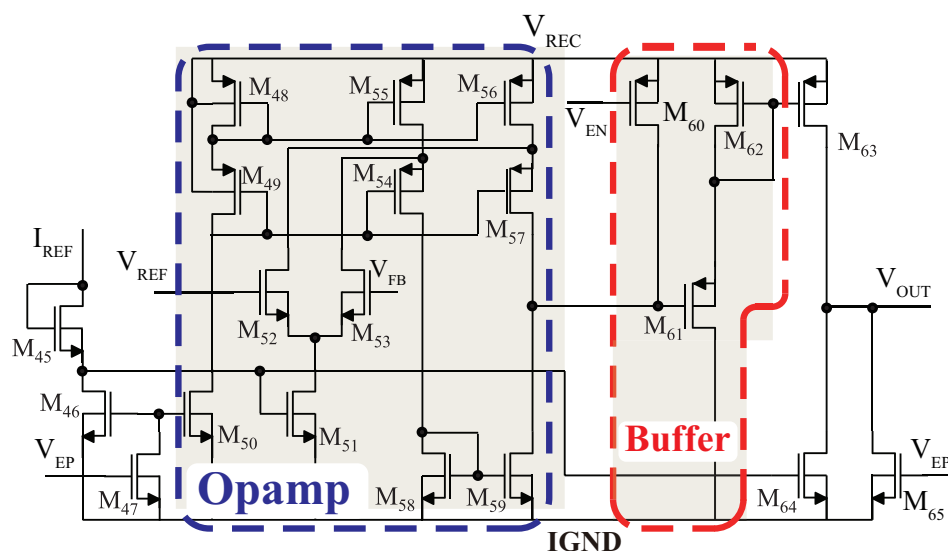 V_REC
M_48
M_55
M_56
M_60
V_EN
M_62
M_63
M_49
M_54
M_57
I_REF
V_REF
V_FB
V_OUT
M_52
M_53
M_61
M_45
M_46
M_50
M_51
Buffer
V_EP
M_47
Opamp
M_58
M_59
M_64
V_EP
M_65
IGND